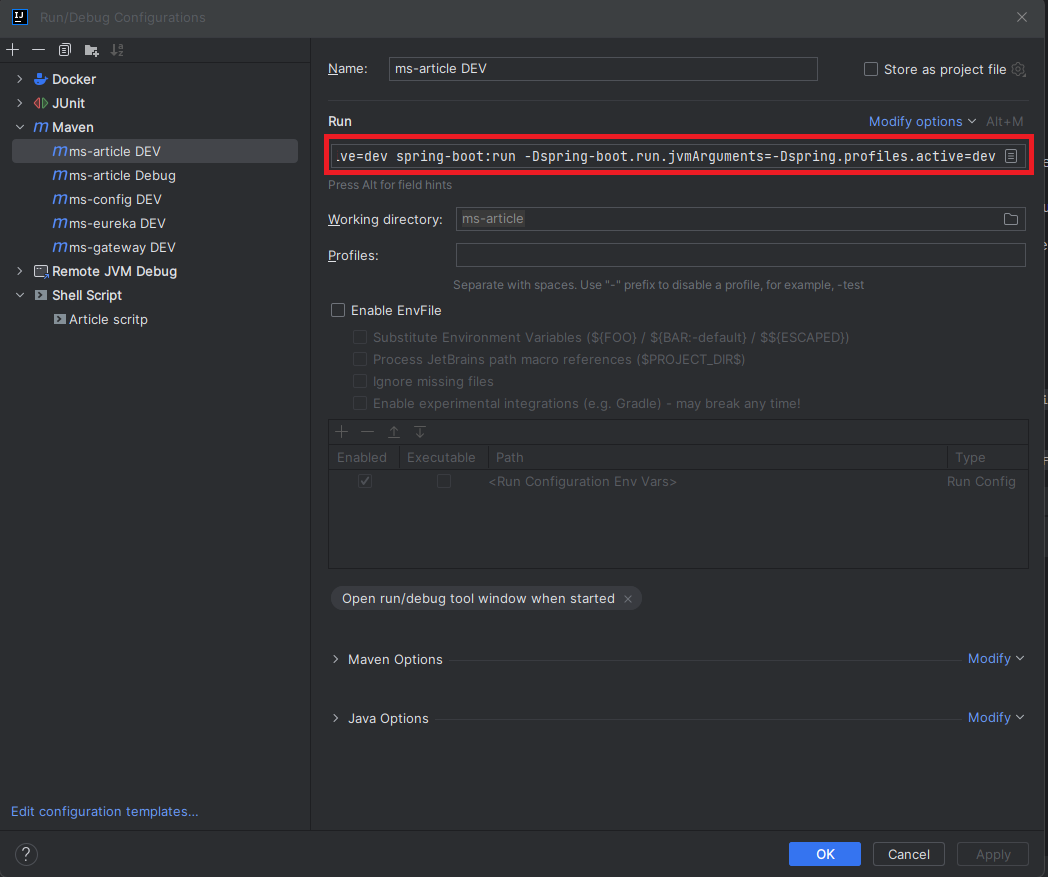 Run/Debug Configurations
Docker
JUnit
Maven
ms-article DEV
ms-article Debug
ms-config DEV
ms-eureka DEV
ms-gateway DEV
Remote JVM Debug
Shell Script
Article scritp
Edit configuration templates...
Name: ms-article DEV Store as project file
Run Modify options Alt+M
.ve=dev spring-boot:run -Dspring-boot.run.jvmArguments=-Dspring.profiles.active=dev
Press Alt for field hints
Working directory: ms-article
Profiles:
Separate with spaces. Use "-" prefix to disable a profile, for example, -test
Enable EnvFile
Substitute Environment Variables (${FOO} / ${BAR:-default} / $${ESCAPED})
Process JetBrains path macro references ($PROJECT_DIR$)
Ignore missing files
Enable experimental integrations (e.g. Gradle) - may break any time!
Enabled Executable Path Type
<Run Configuration Env Vars> Run Config
Open run/debug tool window when started
Maven Options Modify
Java Options Modify
? OK Cancel Apply